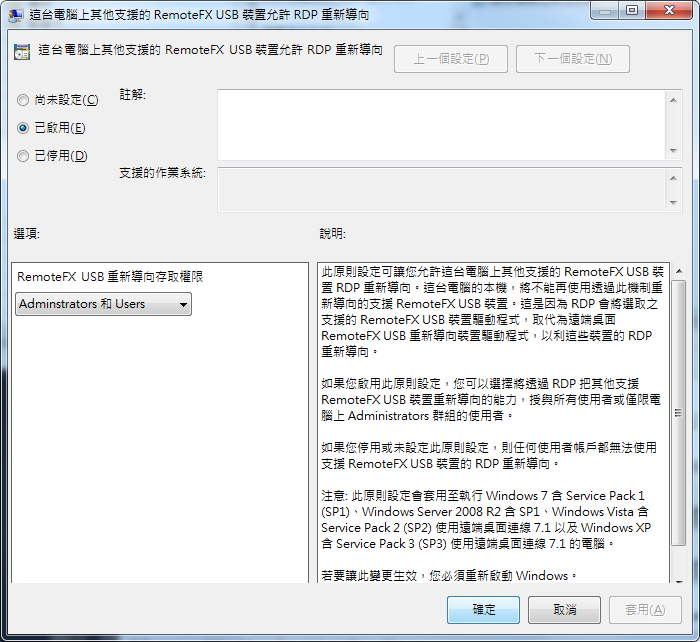 這台電腦上其他支援的 RemoteFX USB 裝置允許 RDP 重新導向
這台電腦上其他支援的 RemoteFX USB 裝置允許 RDP 重新導向
上一個設定(P)
下一個設定(N)
尚未設定(C)
註解:
已啟用(E)
已停用(D)
支援的作業系統:
選項:
說明:
RemoteFX USB 重新導向存取權限
Adminstrators 和 Users
此原則設定可讓您允許這台電腦上其他支援的 RemoteFX USB 裝
置 RDP 重新導向。這台電腦的本機，將不能再使用透過此機制重
新導向的支援 RemoteFX USB 裝置。這是因為 RDP 會將選取之
支援的 RemoteFX USB 裝置驅動程式，取代為遠端桌面
RemoteFX USB 重新導向裝置驅動程式，以利這些裝置的 RDP
重新導向。
如果您啟用此原則設定，您可以選擇將透過 RDP 把其他支援
RemoteFX USB 裝置重新導向的能力，授與所有使用者或僅限電
腦上 Administrators 群組的使用者。
如果您停用或未設定此原則設定，則任何使用者帳戶都無法使用
支援 RemoteFX USB 裝置的 RDP 重新導向。
注意: 此原則設定會套用至執行 Windows 7 含 Service Pack 1
(SP1)、Windows Server 2008 R2 含 SP1、Windows Vista 含
Service Pack 2 (SP2) 使用遠端桌面連線 7.1 以及 Windows XP
含 Service Pack 3 (SP3) 使用遠端桌面連線 7.1 的電腦。
若要讓此變更生效，您必須重新啟動 Windows。
確定
取消
套用(A)